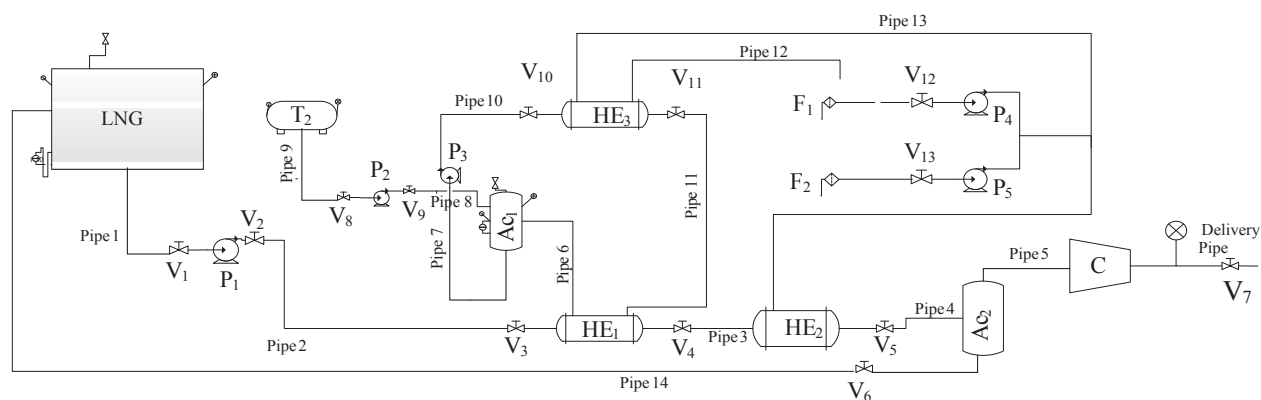 Pipe 13
Pipe 12
V10
V11
V12
LNG
T2
Pipe 10
HE3
F1
P4
Pipe 9
P3
P2
V13
V8
V9
Pipe 8
Ac1
Pipe 11
F2
P5
Pipe 1
V2
V1
P1
Pipe 7
Pipe 6
Pipe 5
C
Delivery
Pipe
V7
Pipe 2
V3
HE1
V4
Pipe 3
HE2
V5
Pipe 4
Ac2
Pipe 14
V6